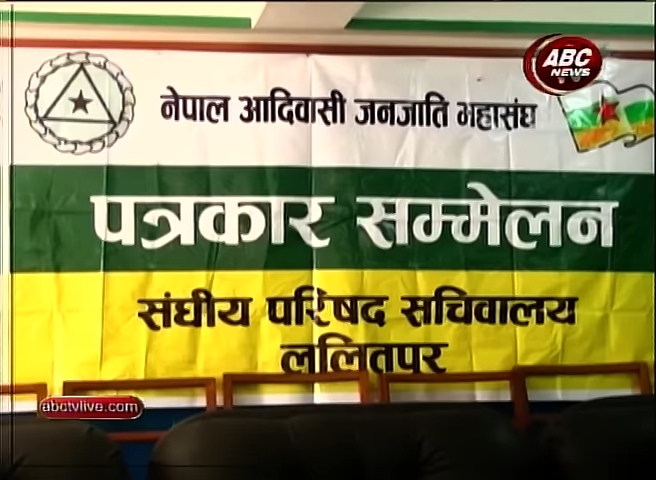 ABC
NEWS
नेपाल आदिवासी जनजाति महासंघ
पत्रकार सम्मेलन
संघीय परिषद सचिवालय
ललितपुर
abctvlive.com